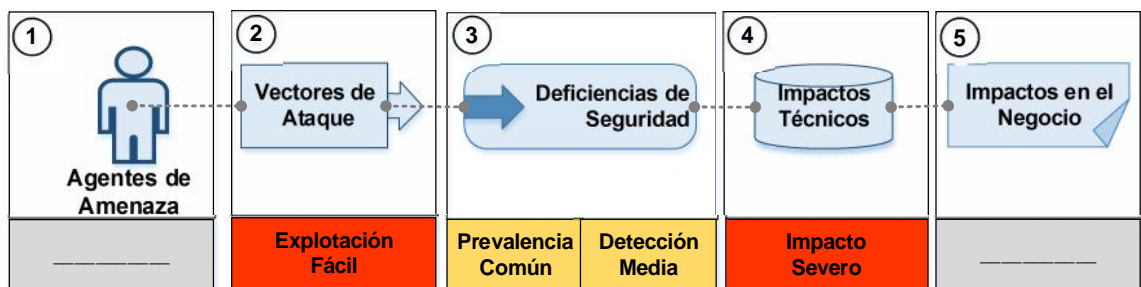 1
2
3
4
5
Agentes de
Amenaza
Vectores de
Ataque
Deficiencias de
Seguridad
Impactos
Técnicos
Impactos en el
Negocio
________
Explotación
Fácil
Prevalencia
Común
Detección
Media
Impacto
Severo
________